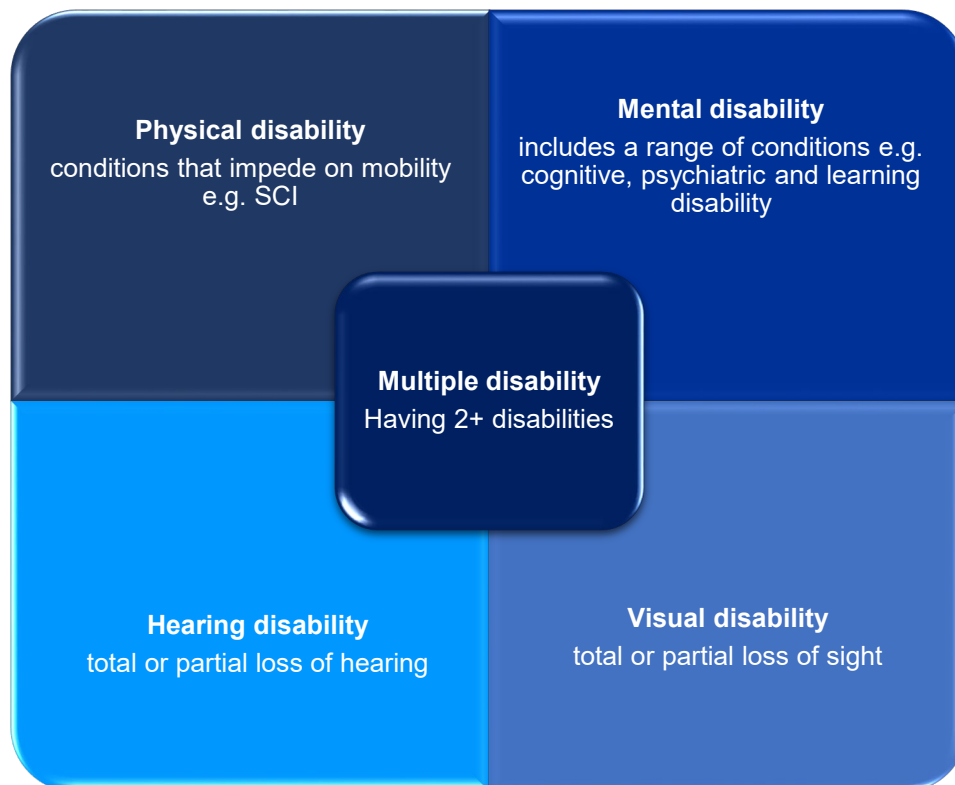 Physical disability
conditions that impede on mobility
e.g. SCI
Mental disability
includes a range of conditions e.g.
cognitive, psychiatric and learning
disability
Multiple disability
Having 2+ disabilities
Hearing disability
total or partial loss of hearing
Visual disability
total or partial loss of sight